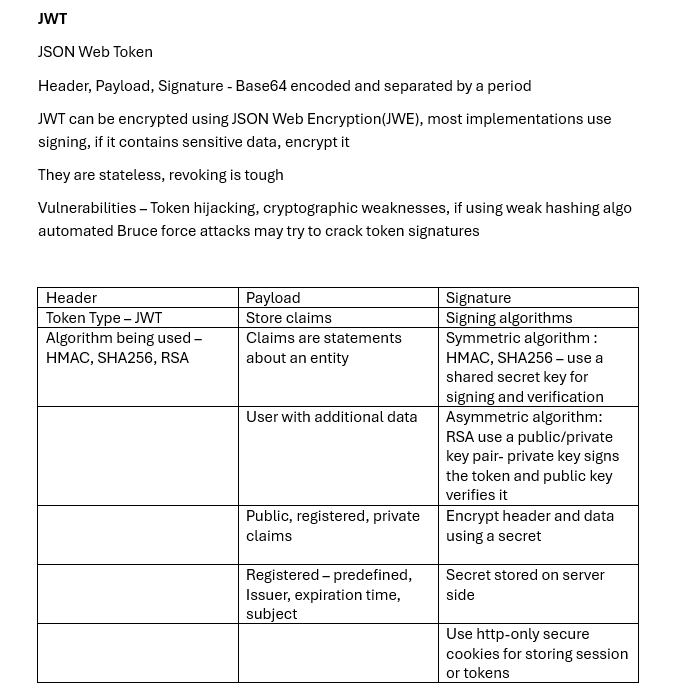 JWT
JSON Web Token
Header, Payload, Signature - Base64 encoded and separated by a period
JWT can be encrypted using JSON Web Encryption(JWE), most implementations use
signing, if it contains sensitive data, encrypt it
They are stateless, revoking is tough
Vulnerabilities – Token hijacking, cryptographic weaknesses, if using weak hashing algo
automated Bruce force attacks may try to crack token signatures
Header
Payload
Signature
Token Type – JWT
Store claims
Signing algorithms
Algorithm being used –
HMAC, SHA256, RSA
Claims are statements
about an entity
Symmetric algorithm :
HMAC, SHA256 – use a
shared secret key for
signing and verification
User with additional data
Asymmetric algorithm:
RSA use a public/private
key pair- private key signs
the token and public key
verifies it
Public, registered, private
claims
Encrypt header and data
using a secret
Registered – predefined,
Issuer, expiration time,
subject
Secret stored on server
side
Use http-only secure
cookies for storing session
or tokens